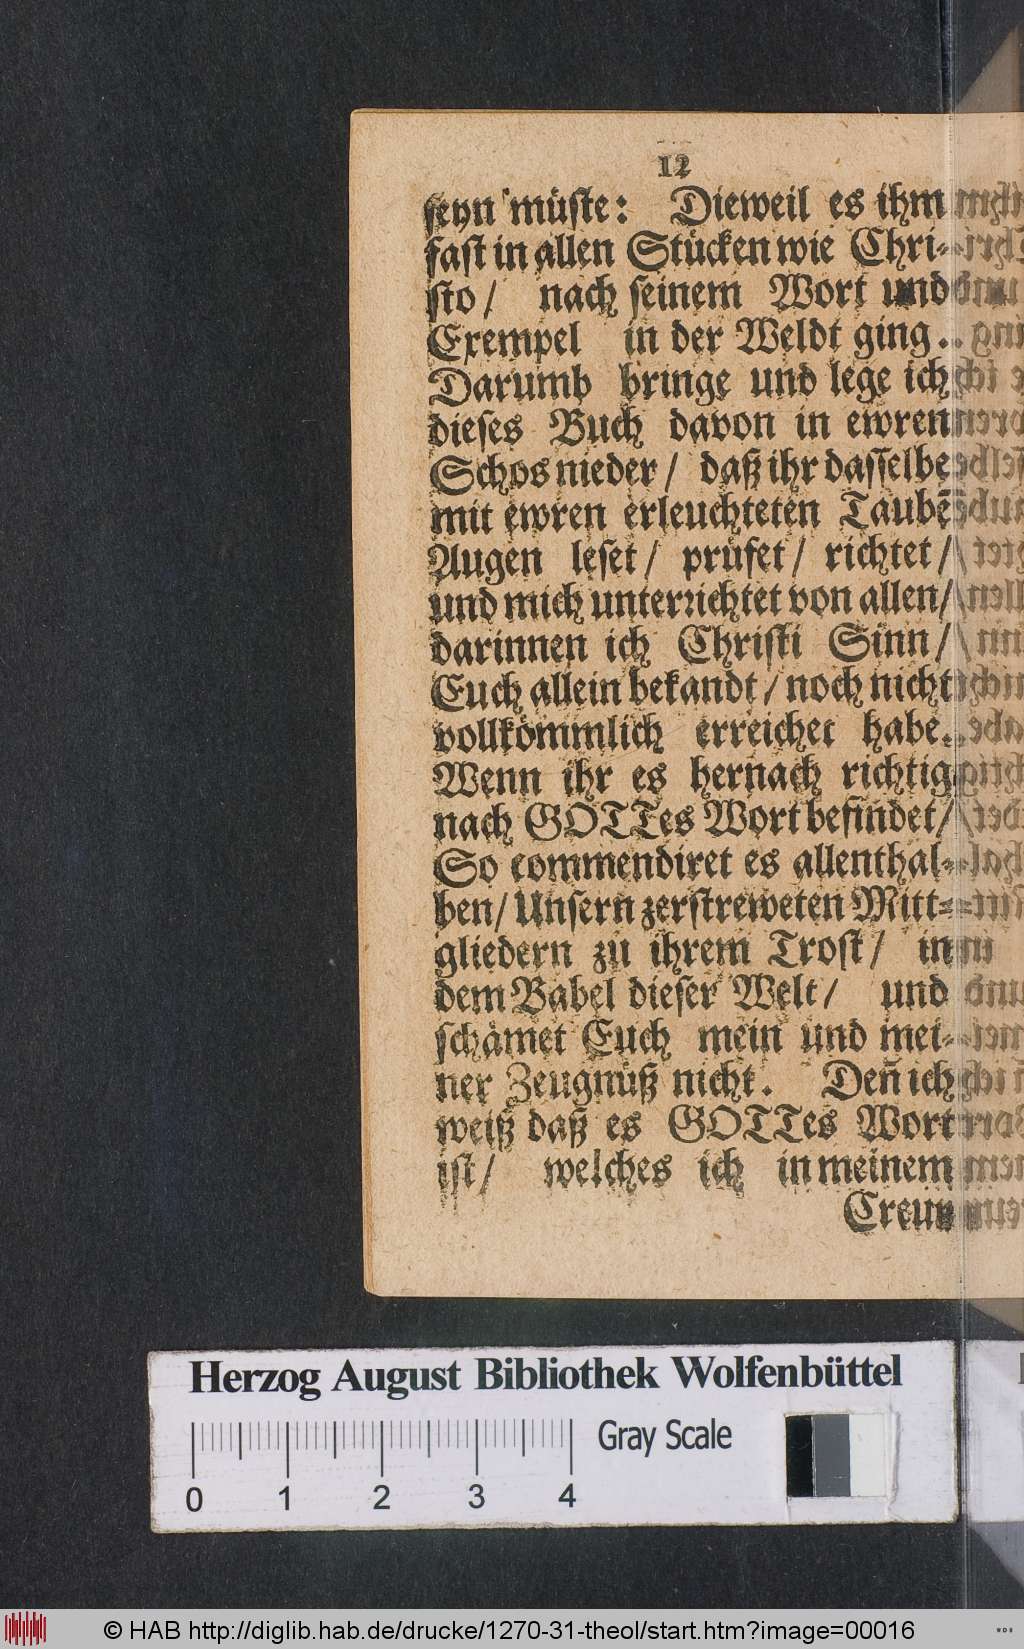 12
seyn müste: Dieweil es ihm
fast in allen Stücken wie Chri-
sto / nach seinem Wort und
Exempel in der Weldt ging.
Darumb bringe und lege ich
dieses Buch davon in ewren
Schos nieder / daß ihr dasselbe
mit ewren erleuchteten Taubeñ
Augen leset / prüfet / richtet /
und mich unterrichtet von allen /
darinnen ich Christi Sinn /
Euch allein bekandt / noch nicht
vollkömmlich erreichet habe.
Wenn ihr es hernach richtig
nach GOTTes Wort befindet /
So commendiret es allenthal-
ben / Unsern zerstreweten Mitt-
gliedern zu ihrem Trost / in
dem Babel dieser Welt / und
schämet Euch mein und mei-
ner Zeugnüß nicht. Deñ ich
weiß daß es GOTTes Wort
ist / welches ich in meinem
Herzog August Bibliothek Wolfenbüttel
Gray Scale
0 1 2 3 4
© HAB http://diglib.hab.de/drucke/1270-31-theol/start.htm?image=00016